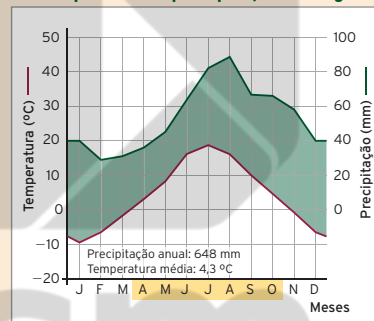 50
40
30
20
10
0
−10
−20
100
80
60
40
20
0
Temperatura (ºC)
Precipitação (mm)
Precipitação anual: 648 mm
Temperatura média: 4,3 ºC
J F M A M J J A S O N D
Meses